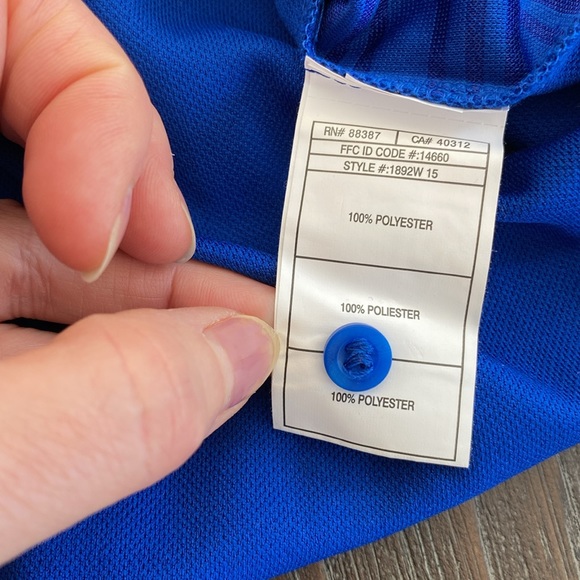 RN# 88387 CA# 40312
FFC ID CODE #:14660
STYLE #:1892W 15
100% POLYESTER
100% POLIESTER
100% POLYESTER